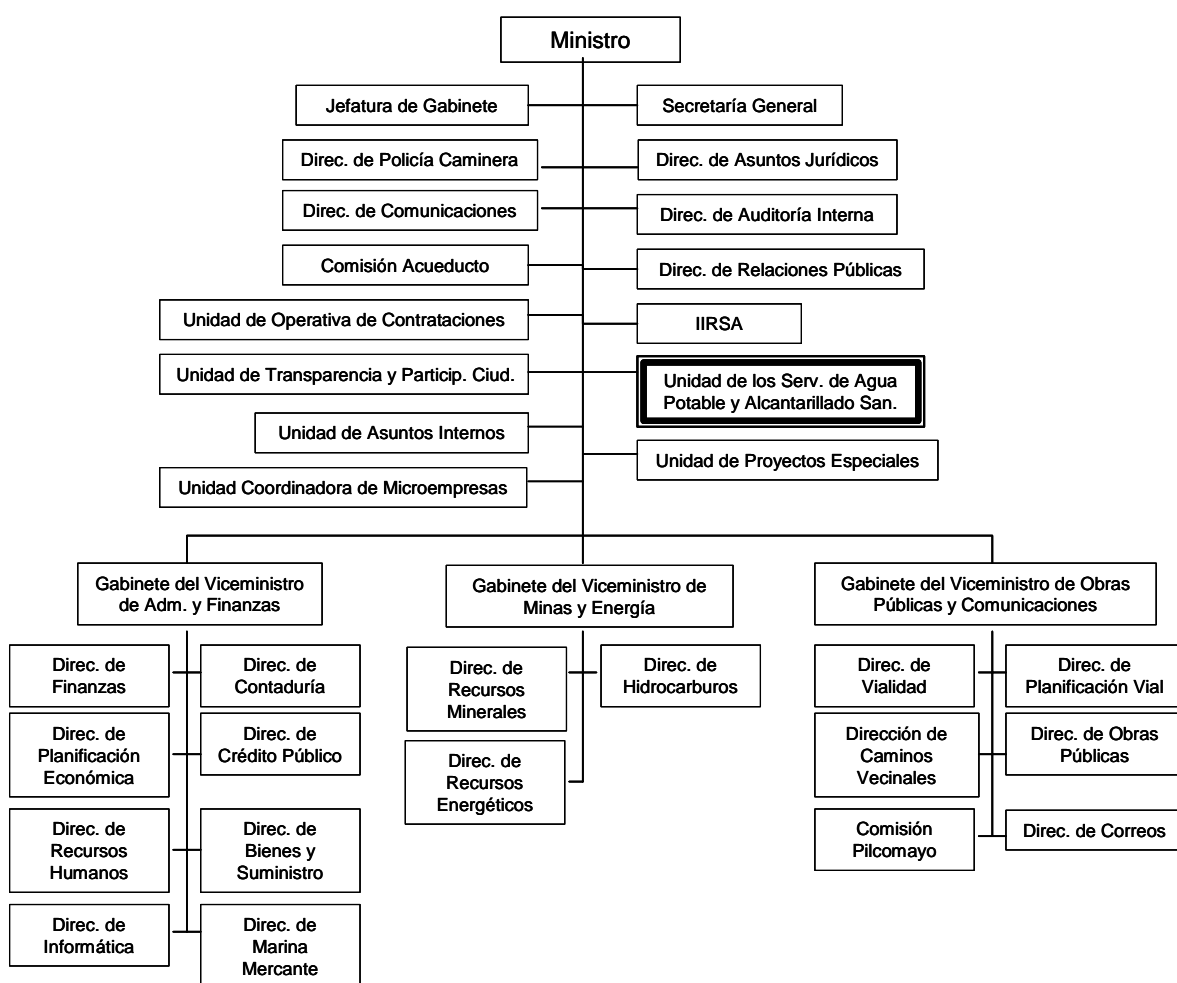 Ministro
Jefatura de Gabinete
Secretaría General
Direc. de Policía Caminera
Direc. de Asuntos Jurídicos
Direc. de Comunicaciones
Direc. de Auditoría Interna
Comisión Acueducto
Direc. de Relaciones Públicas
Unidad de Operativa de Contrataciones
IIRSA
Unidad de Transparencia y Particip. Ciud.
Unidad de los Serv. de Agua
Potable y Alcantarillado San.
Unidad de Asuntos Internos
Unidad de Proyectos Especiales
Unidad Coordinadora de Microempresas
Gabinete del Viceministro
de Adm. y Finanzas
Gabinete del Viceministro de
Minas y Energía
Gabinete del Viceministro de Obras
Públicas y Comunicaciones
Direc. de
Finanzas
Direc. de
Contaduría
Direc. de
Planificación
Económica
Direc. de
Crédito Público
Direc. de
Recursos
Humanos
Direc. de
Bienes y
Suministro
Direc. de
Informática
Direc. de
Marina
Mercante
Direc. de
Recursos
Minerales
Direc. de
Hidrocarburos
Direc. de
Recursos
Energéticos
Direc. de
Vialidad
Direc. de
Planificación Vial
Dirección de
Caminos
Vecinales
Direc. de Obras
Públicas
Comisión
Pilcomayo
Direc. de Correos